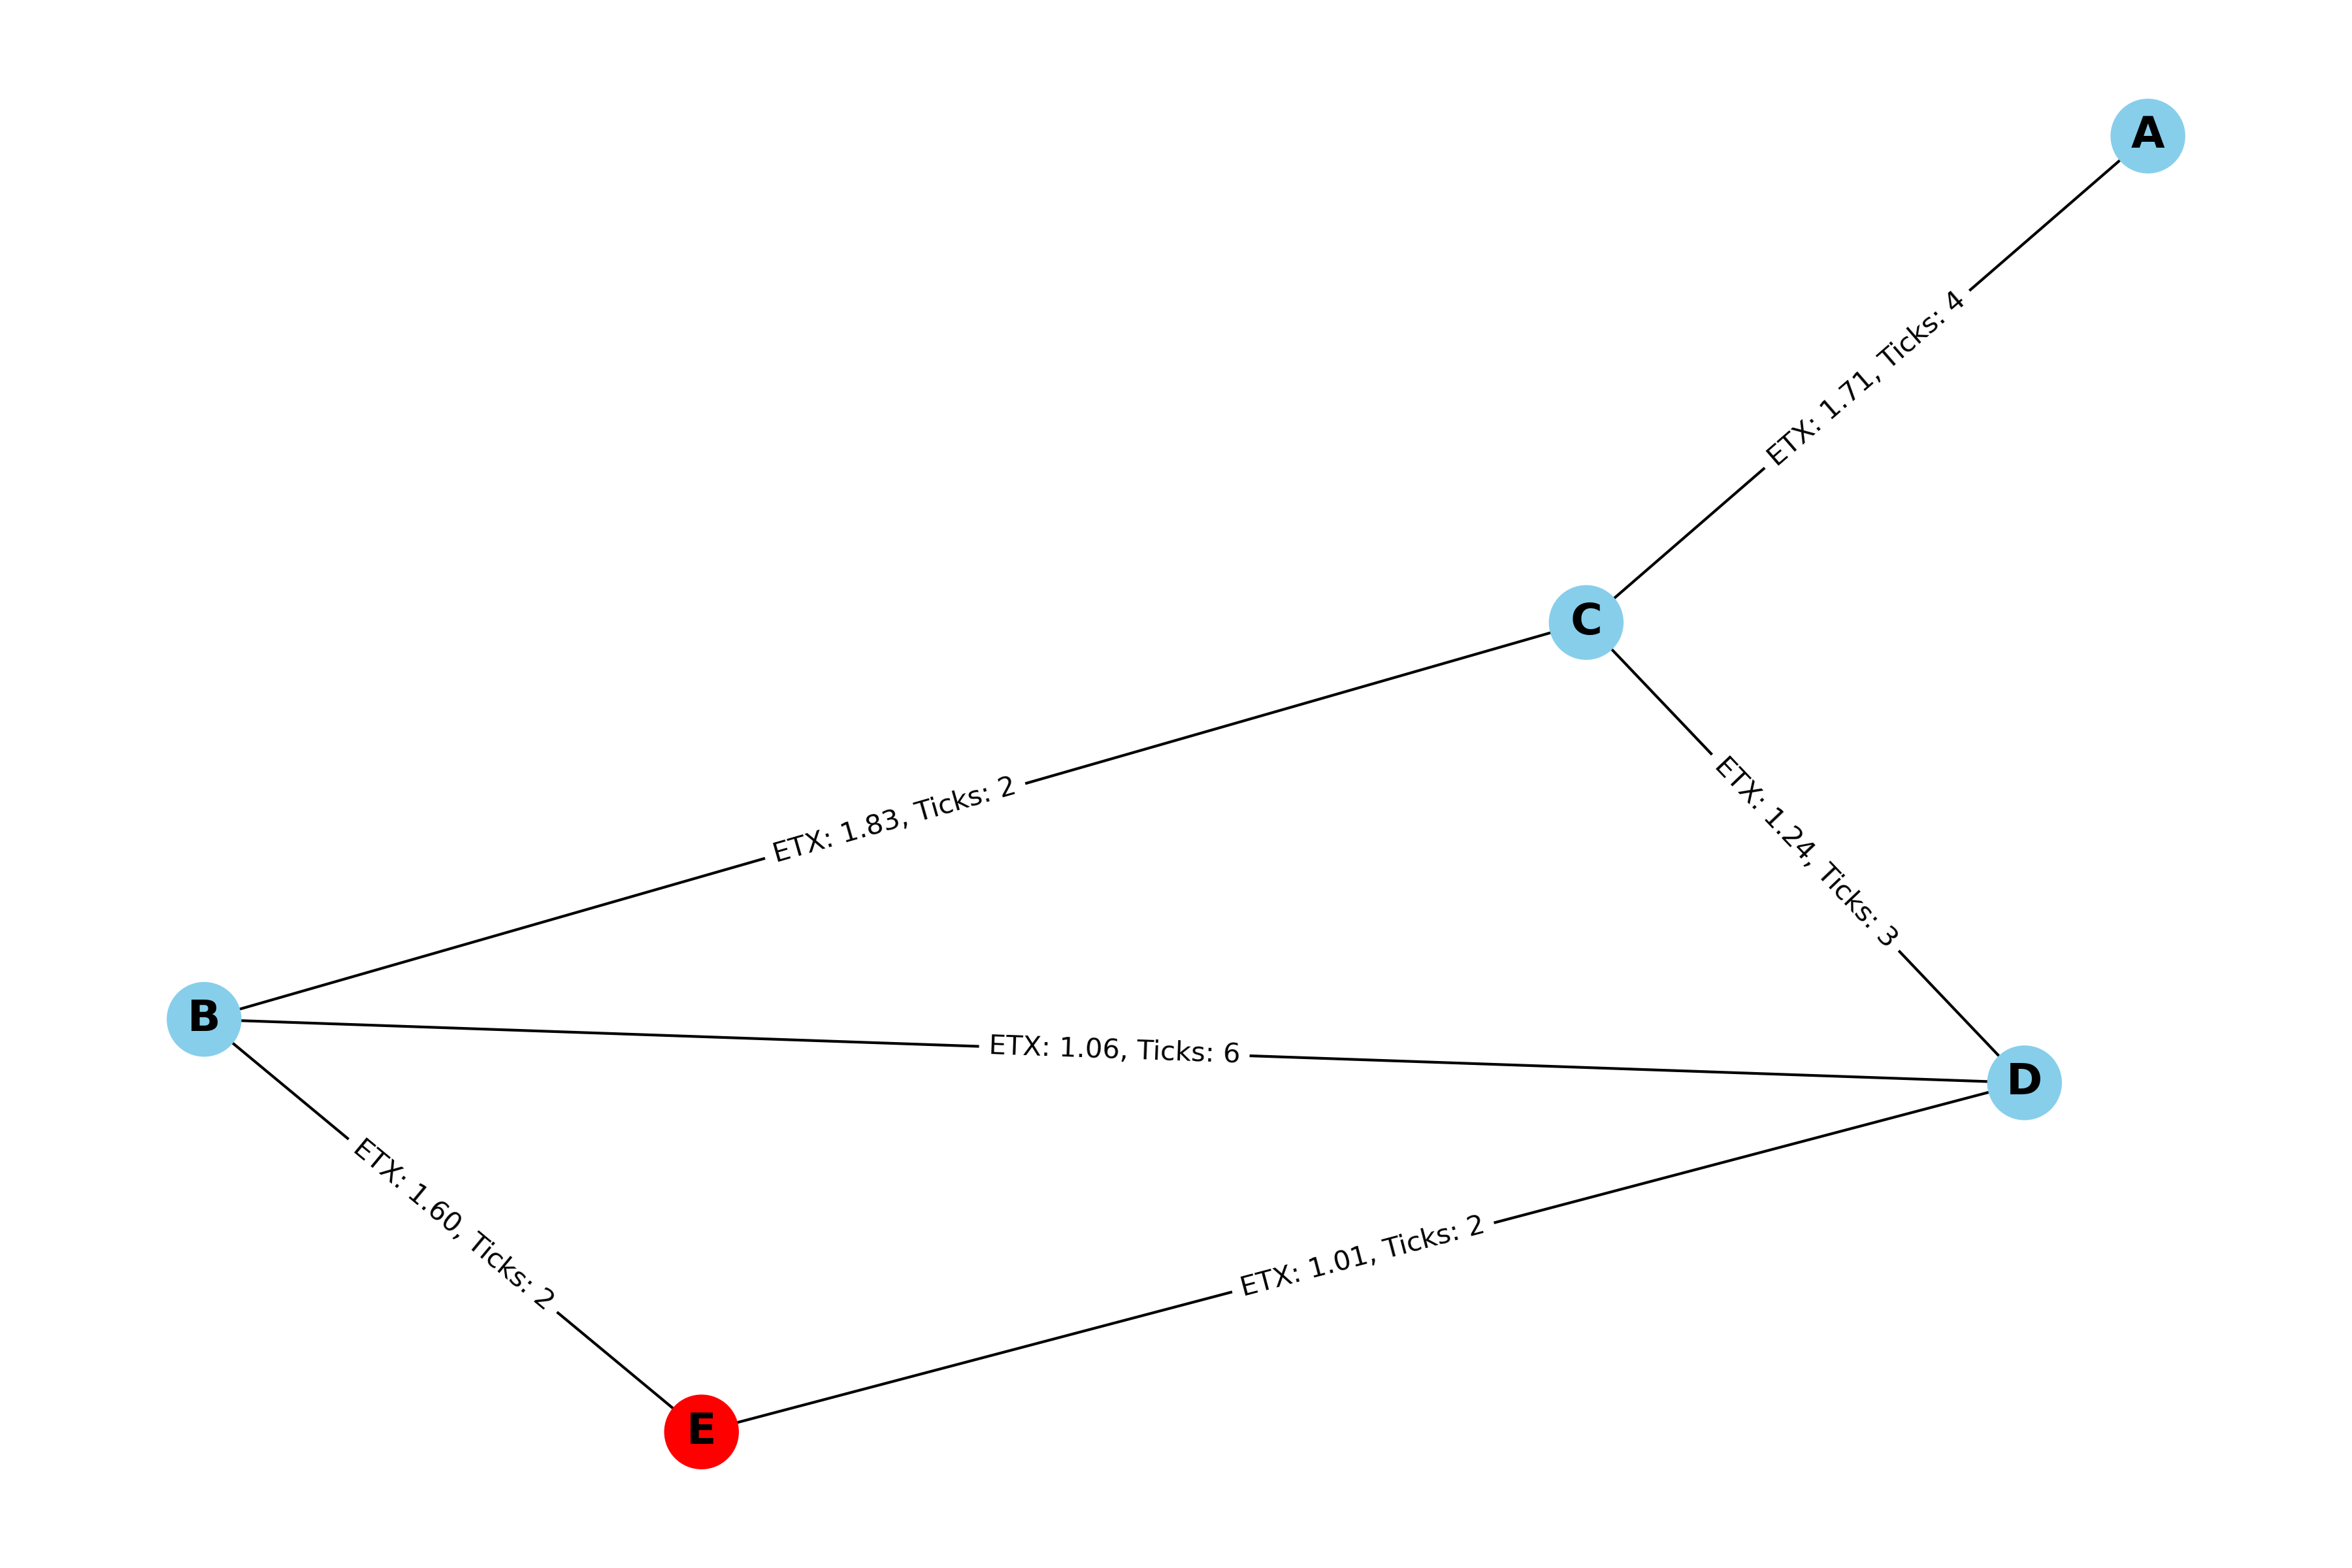 A
ETX: 1.71, Ticks: 4
C
ETX: 1.83, Ticks: 2
ETX: 1.24, Ticks: 3
B
ETX: 1.06, Ticks: 6
D
ETX: 1.60, Ticks: 2
ETX: 1.01, Ticks: 2
E